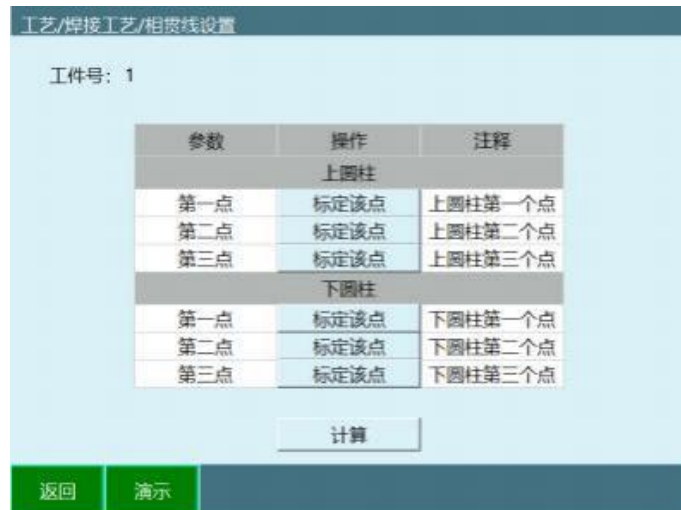 工艺/焊接工艺/相贯线设置
工件号: 1
参数 操作 注释
上圆柱
第一点 标定该点 上圆柱第一个点
第二点 标定该点 上圆柱第二个点
第三点 标定该点 上圆柱第三个点
下圆柱
第一点 标定该点 下圆柱第一个点
第二点 标定该点 下圆柱第二个点
第三点 标定该点 下圆柱第三个点
计算
返回 演示